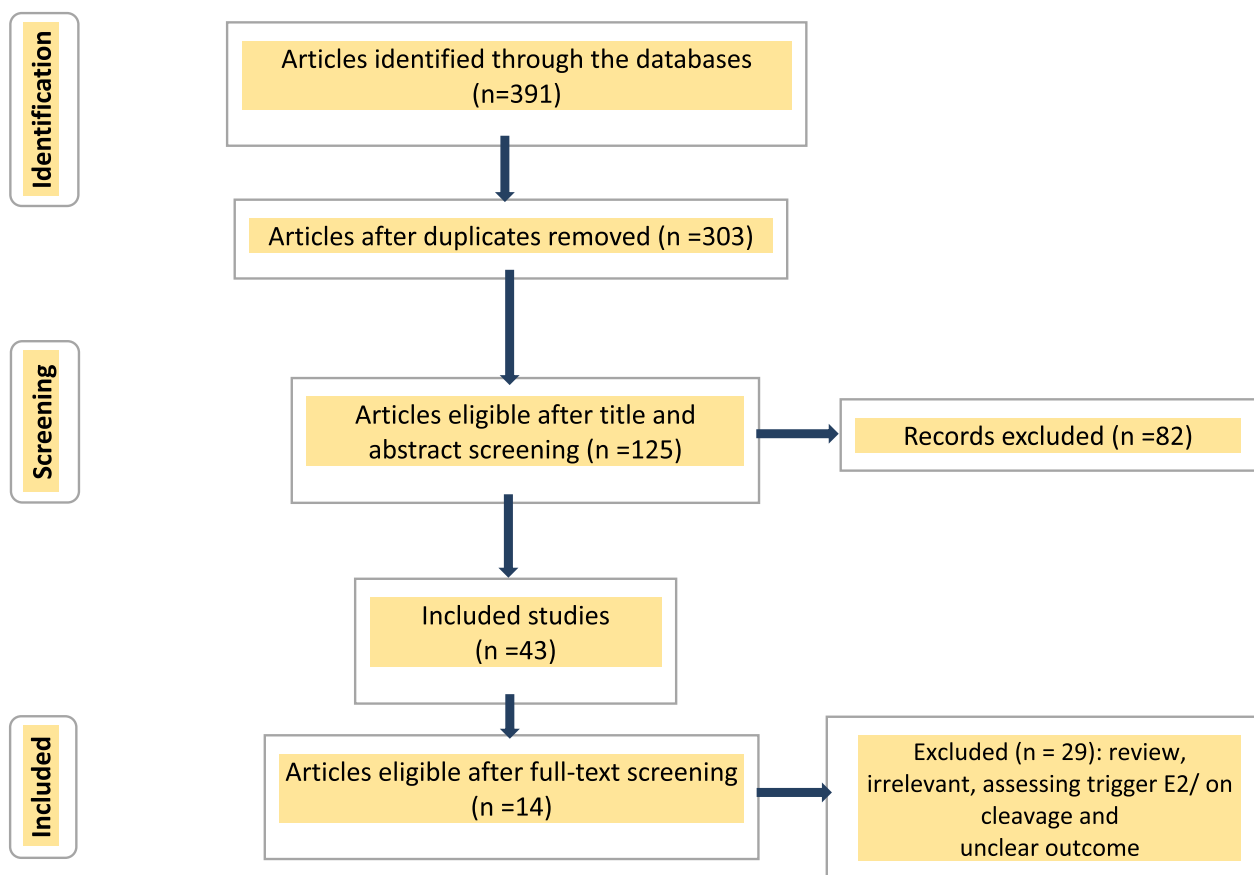 Identification
Articles identified through the databases
(n=391)
Articles after duplicates removed (n =303)
Screening
Articles eligible after title and
abstract screening (n =125)
Records excluded (n =82)
Included studies
(n =43)
Included
Articles eligible after full-text screening
(n =14)
Excluded (n = 29): review,
irrelevant, assessing trigger E2/ on
cleavage and
unclear outcome